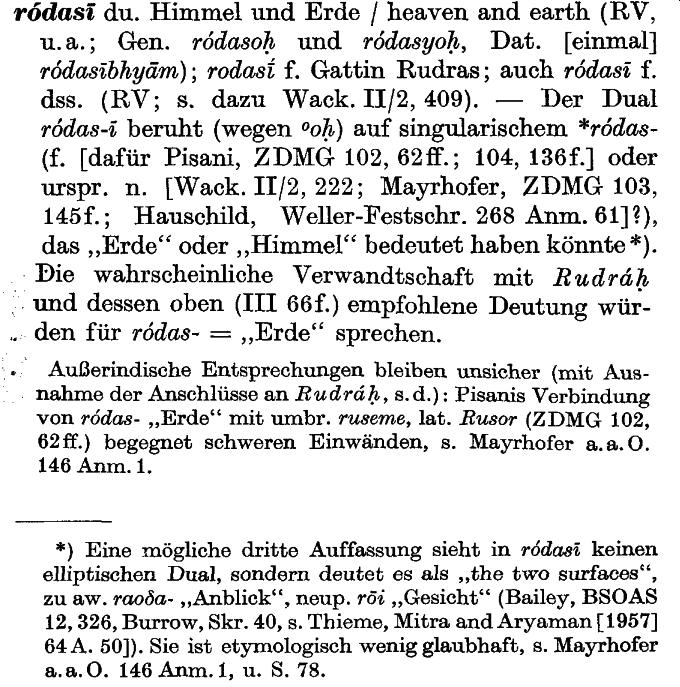 ródasī du. Himmel und Erde / heaven and earth (RV,
u. a.; Gen. ródasoḥ und ródasyoḥ, Dat. [einmal]
ródasībhyām); rodasī́ f. Gattin Rudras; auch ródasī f.
dss. (RV; s. dazu Wack. II/2, 409). — Der Dual
ródas-ī beruht (wegen ⁰oḥ) auf singularischem *ródas-
(f. [dafür Pisani, ZDMG 102, 62ff.; 104, 136f.] oder
urspr. n. [Wack. II/2, 222; Mayrhofer, ZDMG 103,
145f.; Hauschild, Weller-Festschr. 268 Anm. 61]?),
das „Erde“ oder „Himmel“ bedeutet haben könnte*).
Die wahrscheinliche Verwandtschaft mit Rudráḥ
und dessen oben (III 66f.) empfohlene Deutung wür-
den für ródas- = „Erde“ sprechen.
Außerindische Entsprechungen bleiben unsicher (mit Aus-
nahme der Anschlüsse an Rudráḥ, s. d.): Pisanis Verbindung
von ródas- „Erde“ mit umbr. ruseme, lat. Rusor (ZDMG 102,
62ff.) begegnet schweren Einwänden, s. Mayrhofer a. a. O.
146 Anm. 1.
*) Eine mögliche dritte Auffassung sieht in ródasī keinen
elliptischen Dual, sondern deutet es als „the two surfaces“,
zu aw. raoδa- „Anblick“, neup. rōi „Gesicht“ (Bailey, BSOAS
12, 326, Burrow, Skr. 40, s. Thieme, Mitra and Aryaman [1957]
64 A. 50]). Sie ist etymologisch wenig glaubhaft, s. Mayrhofer
a. a. O. 146 Anm. 1, u. S. 78.